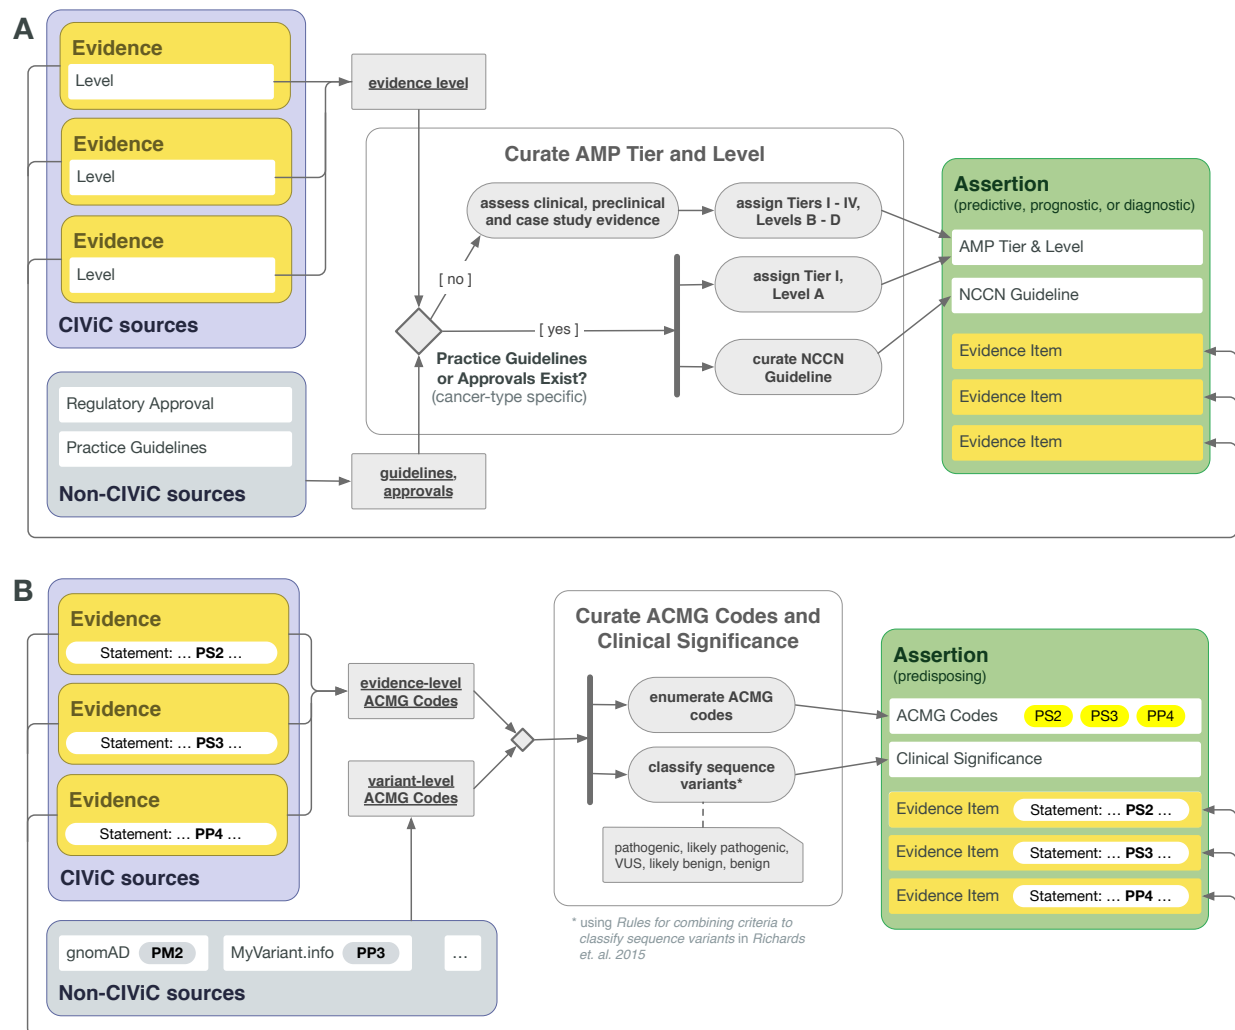 A
Evidence
Level
Evidence
Level
Evidence
Level
CIViC sources
Regulatory Approval
Practice Guidelines
Non-CIViC sources
evidence level
guidelines,
approvals
Curate AMP Tier and Level
assess clinical, preclinical
and case study evidence
assign Tiers I - IV,
Levels B - D
[ no ]
[ yes ]
assign Tier I,
Level A
Practice Guidelines
or Approvals Exist?
(cancer-type specific)
curate NCCN
Guideline
Assertion
(predictive, prognostic, or diagnostic)
AMP Tier & Level
NCCN Guideline
Evidence Item
Evidence Item
Evidence Item
B
Evidence
Statement: ... PS2 ...
Evidence
Statement: ... PS3 ...
Evidence
Statement: ... PP4 ...
CIViC sources
gnomAD PM2
MyVariant.info PP3
...
Non-CIViC sources
evidence-level
ACMG Codes
variant-level
ACMG Codes
Curate ACMG Codes and
Clinical Significance
enumerate ACMG
codes
classify sequence
variants*
pathogenic, likely pathogenic,
VUS, likely benign, benign
* using Rules for combining criteria to
classify sequence variants in Richards
et. al. 2015
Assertion
(predisposing)
ACMG Codes PS2 PS3 PP4
Clinical Significance
Evidence Item Statement: ... PS2 ...
Evidence Item Statement: ... PS3 ...
Evidence Item Statement: ... PP4 ...